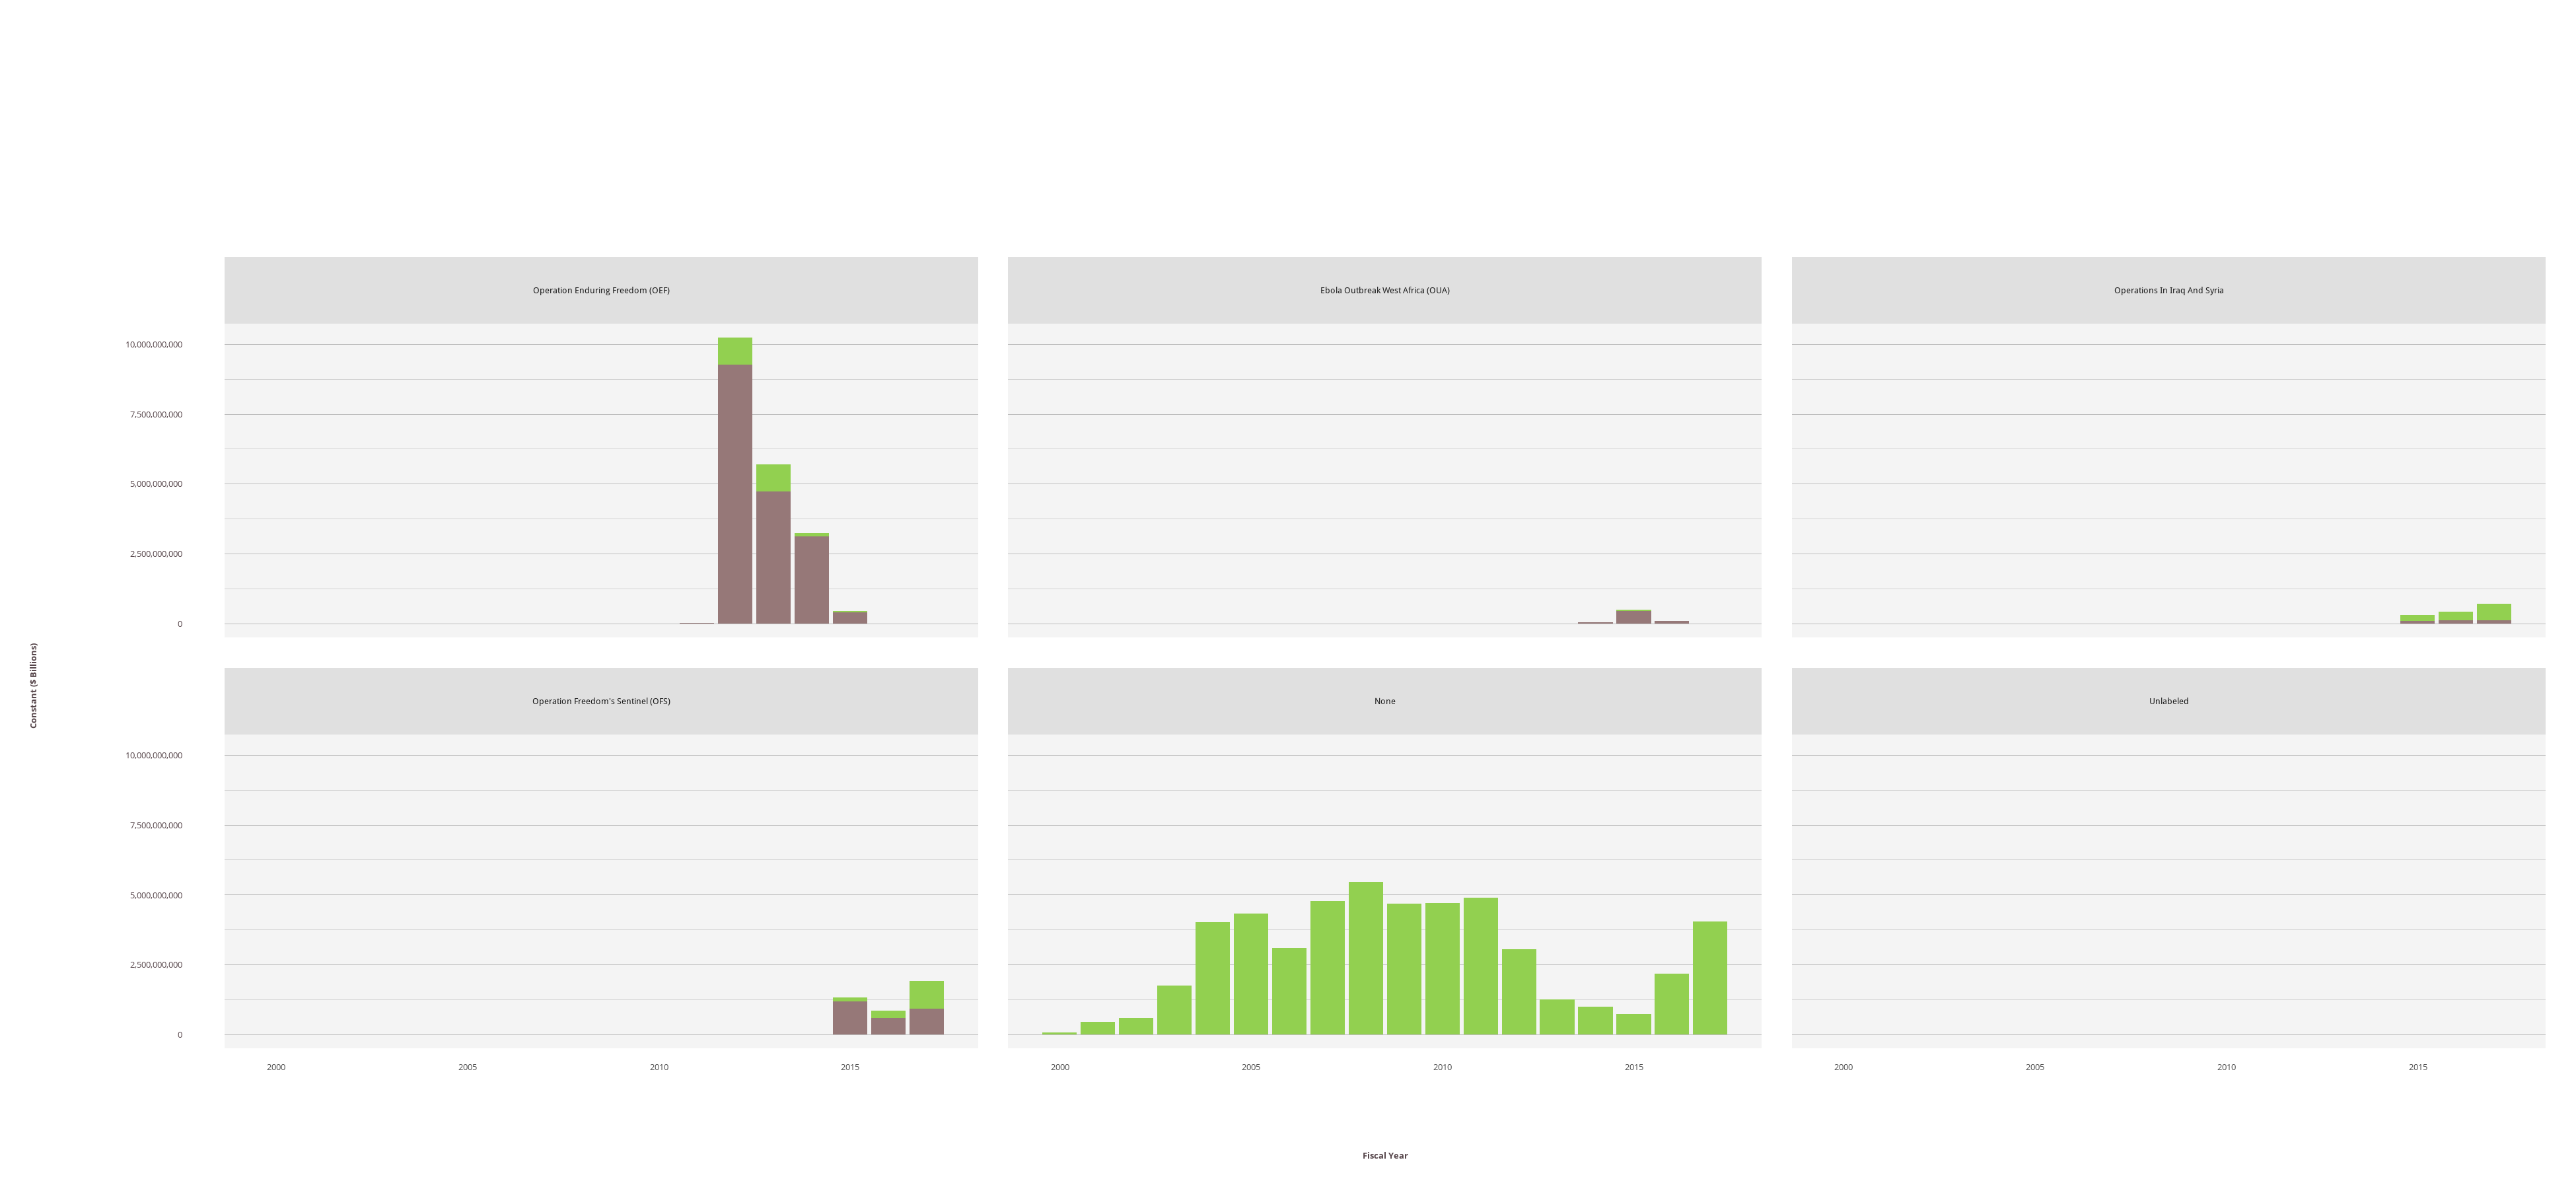 Operation Enduring Freedom (OEF)
Ebola Outbreak West Africa (OUA)
Operations In Iraq And Syria
10,000,000,000
7,500,000,000
5,000,000,000
2,500,000,000
0
Constant ($ Billions)
Operation Freedom's Sentinel (OFS)
None
Unlabeled
10,000,000,000
7,500,000,000
5,000,000,000
2,500,000,000
0
2000 2005 2010 2015
2000 2005 2010 2015
2000 2005 2010 2015
Fiscal Year